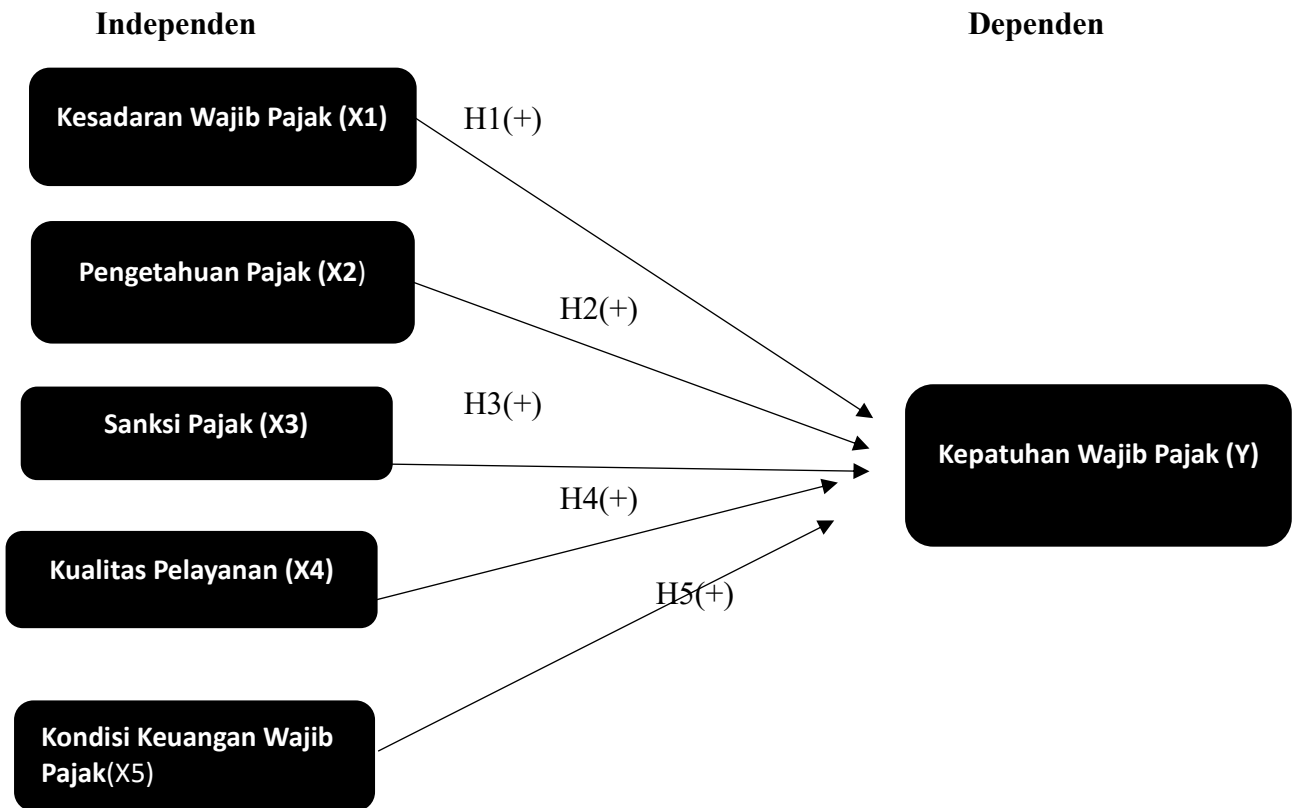 Independen
Dependen
Kesadaran Wajib Pajak (X1)
H1(+)
Pengetahuan Pajak (X2)
H2(+)
Sanksi Pajak (X3)
H3(+)
Kepatuhan Wajib Pajak (Y)
H4(+)
Kualitas Pelayanan (X4)
H5(+)
Kondisi Keuangan Wajib
Pajak(X5)